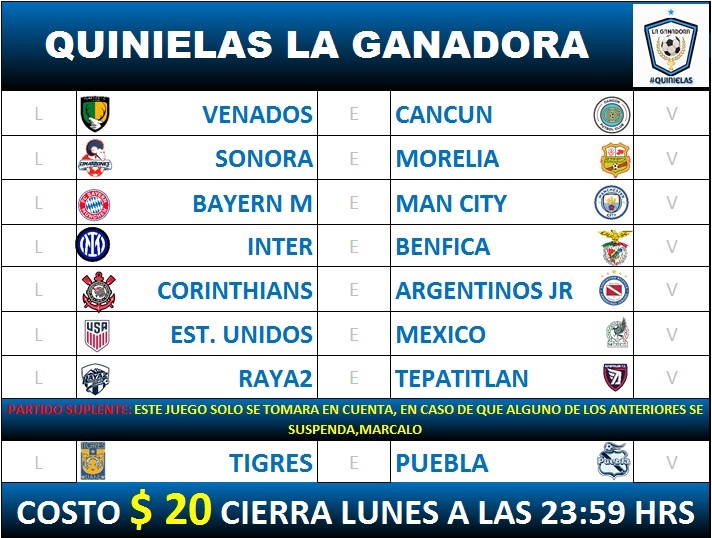 QUINIELAS LA GANADORA
LA GANADORA
#QUINIELAS
L VENADOS E CANCUN V
L SONORA E MORELIA V
L BAYERN M E MAN CITY V
L INTER E BENFICA V
L CORINTHIANS E ARGENTINOS JR V
L EST. UNIDOS E MEXICO V
L RAYA2 E TEPATITLAN V
PARTIDO SUPLENTE: ESTE JUEGO SOLO SE TOMARA EN CUENTA, EN CASO DE QUE ALGUNO DE LOS ANTERIORES SE
SUSPENDA,MARCALO
L TIGRES E PUEBLA V
COSTO $ 20 CIERRA LUNES A LAS 23:59 HRS